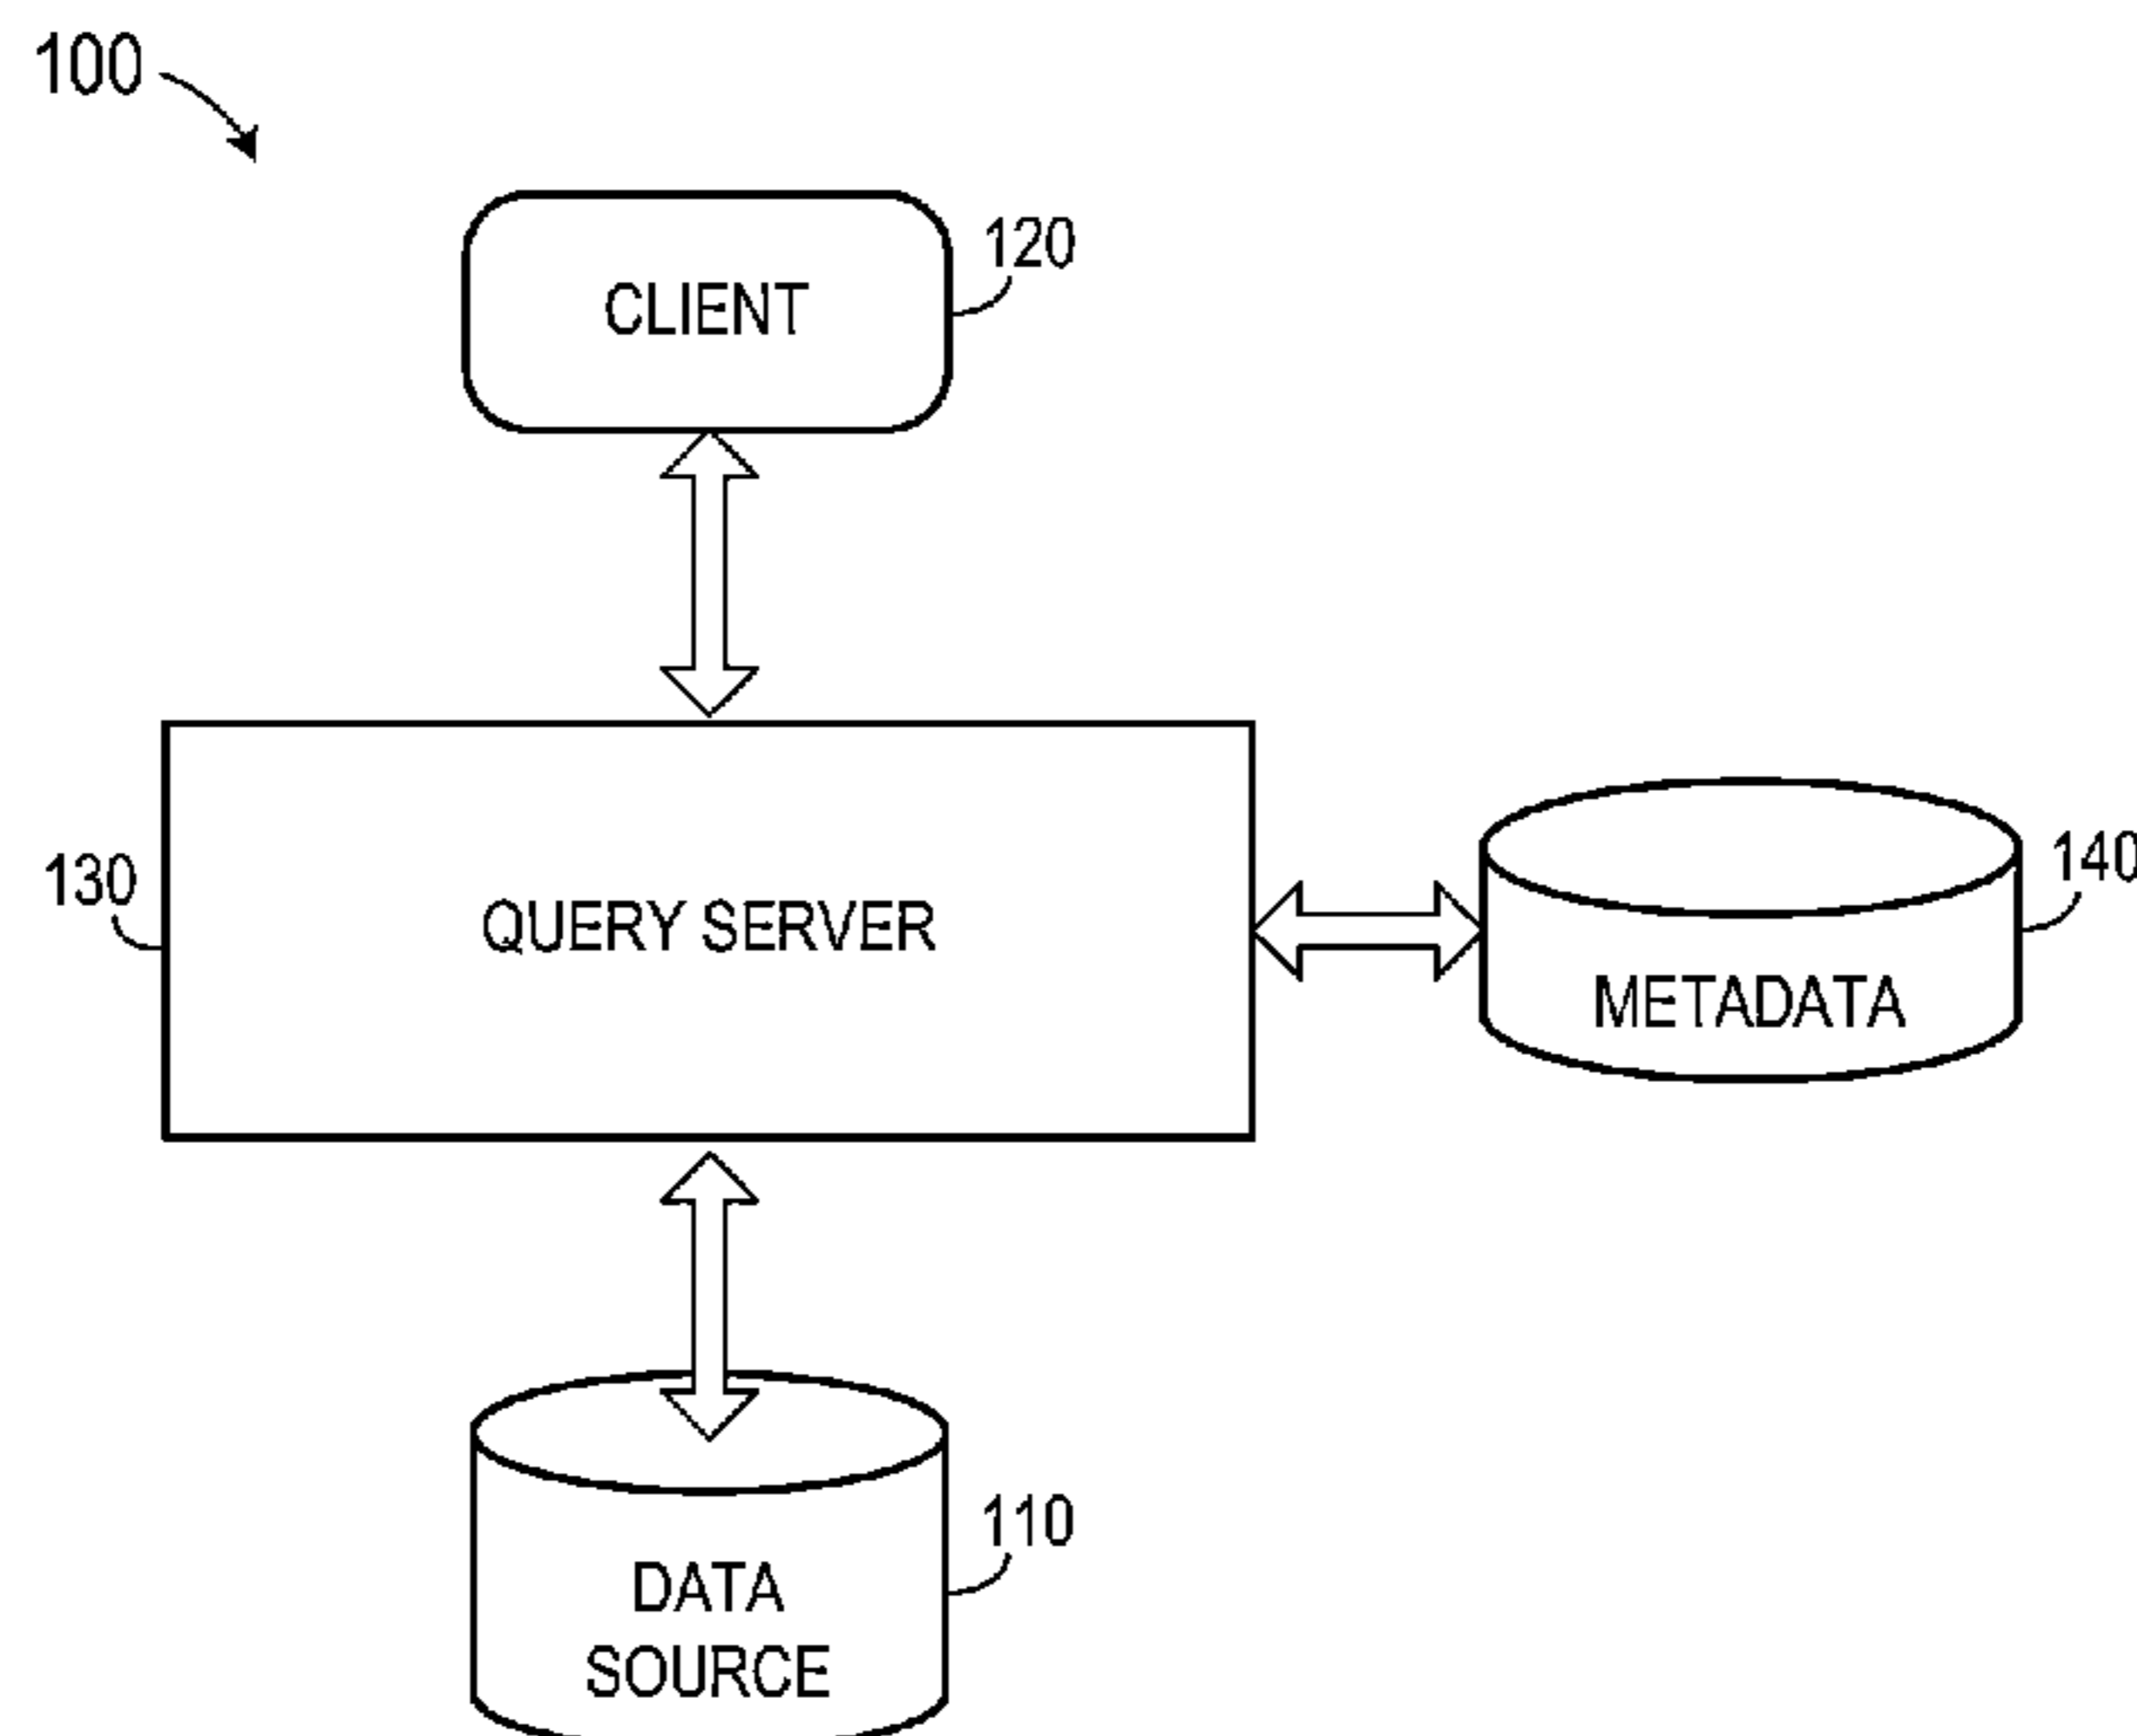 100
CLIENT
120
130
QUERY SERVER
140
METADATA
110
DATA
SOURCE